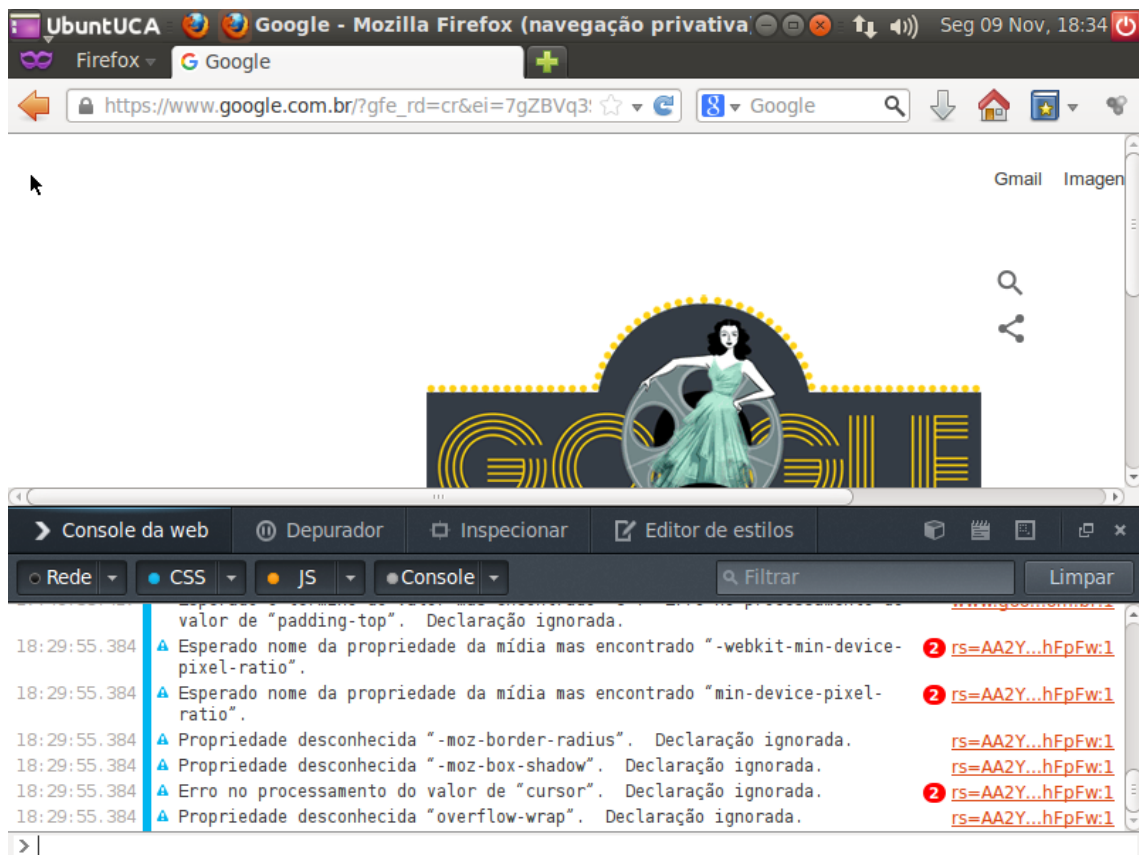 UbuntUCA Google - Mozilla Firefox (navegação privativa) Seg 09 Nov, 18:34
Firefox G Google
https://www.google.com.br/?gfe_rd=cr&ei=7gZBVq3 8 Google
Gmail Imagen
GOOGLE
Console da web Depurador Inspecionar Editor de estilos
Rede CSS JS Console Filtrar Limpar
valor de “padding-top”. Declaração ignorada.
18:29:55.384 Esperado nome da propriedade da mídia mas encontrado “-webkit-min-device- 2 rs=AA2Y...hFpFw:1
pixel-ratio”.
18:29:55.384 Esperado nome da propriedade da mídia mas encontrado “min-device-pixel- 2 rs=AA2Y...hFpFw:1
ratio”.
18:29:55.384 Propriedade desconhecida “-moz-border-radius”. Declaração ignorada. rs=AA2Y...hFpFw:1
18:29:55.384 Propriedade desconhecida “-moz-box-shadow”. Declaração ignorada. rs=AA2Y...hFpFw:1
18:29:55.384 Erro no processamento do valor de “cursor”. Declaração ignorada. 2 rs=AA2Y...hFpFw:1
18:29:55.384 Propriedade desconhecida “overflow-wrap”. Declaração ignorada. rs=AA2Y...hFpFw:1